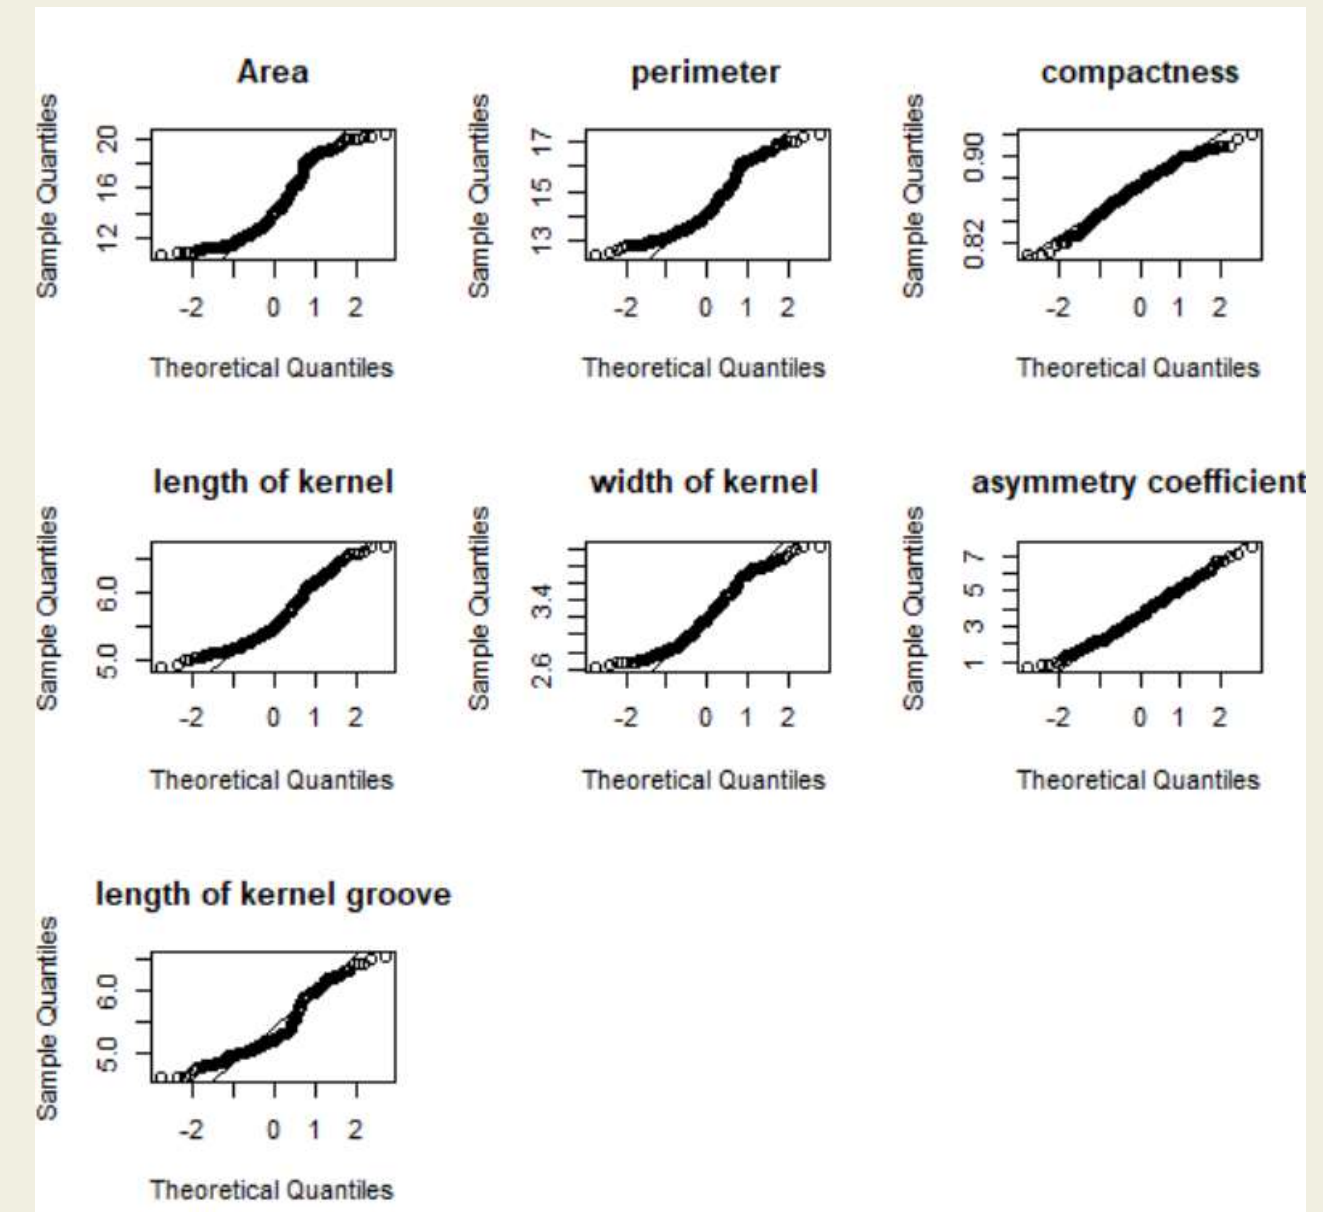 Area
Sample Quantiles
20
16
12
-2 0 1 2
Theoretical Quantiles
perimeter
Sample Quantiles
17
15
13
-2 0 1 2
Theoretical Quantiles
compactness
Sample Quantiles
0.90
0.82
-2 0 1 2
Theoretical Quantiles
length of kernel
Sample Quantiles
6.0
5.0
-2 0 1 2
Theoretical Quantiles
width of kernel
Sample Quantiles
3.4
2.6
-2 0 1 2
Theoretical Quantiles
asymmetry coefficient
Sample Quantiles
7
5
3
1
-2 0 1 2
Theoretical Quantiles
length of kernel groove
Sample Quantiles
6.0
5.0
-2 0 1 2
Theoretical Quantiles